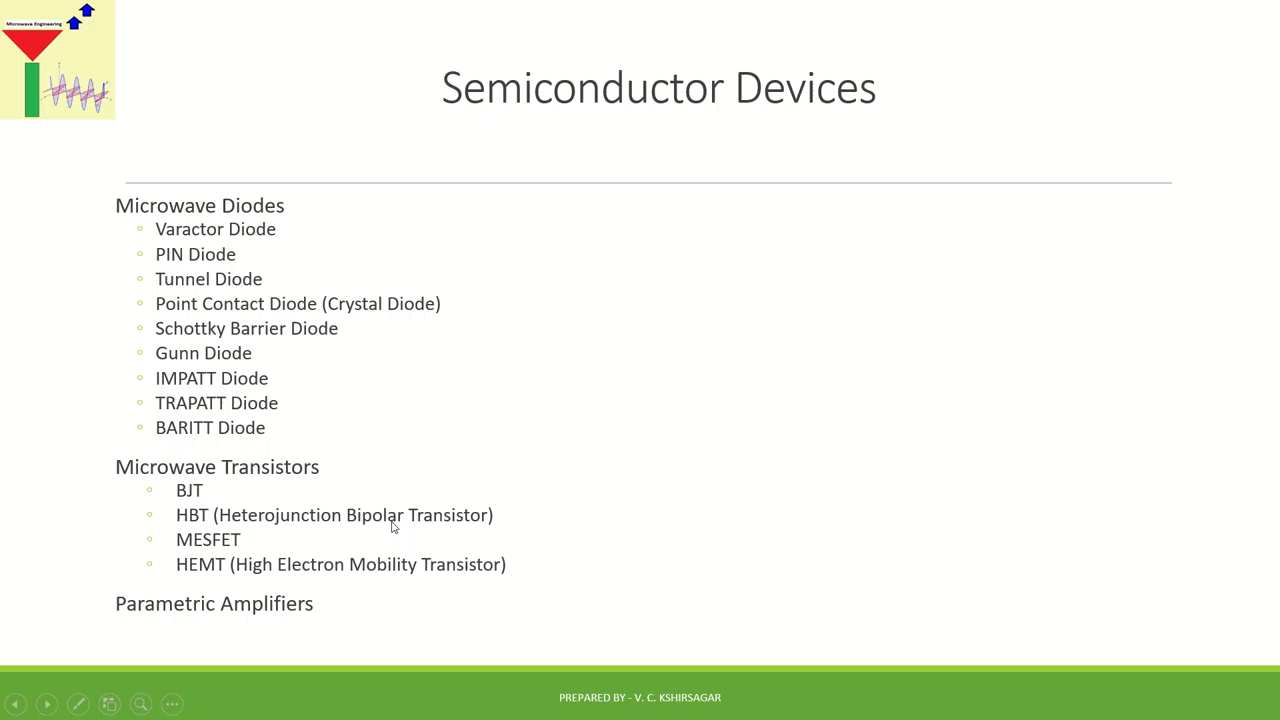 Microwave Engineering
Semiconductor Devices
Microwave Diodes
Varactor Diode
PIN Diode
Tunnel Diode
Point Contact Diode (Crystal Diode)
Schottky Barrier Diode
Gunn Diode
IMPATT Diode
TRAPATT Diode
BARITT Diode
Microwave Transistors
BJT
HBT (Heterojunction Bipolar Transistor)
MESFET
HEMT (High Electron Mobility Transistor)
Parametric Amplifiers
PREPARED BY - V. C. KSHIRSAGAR